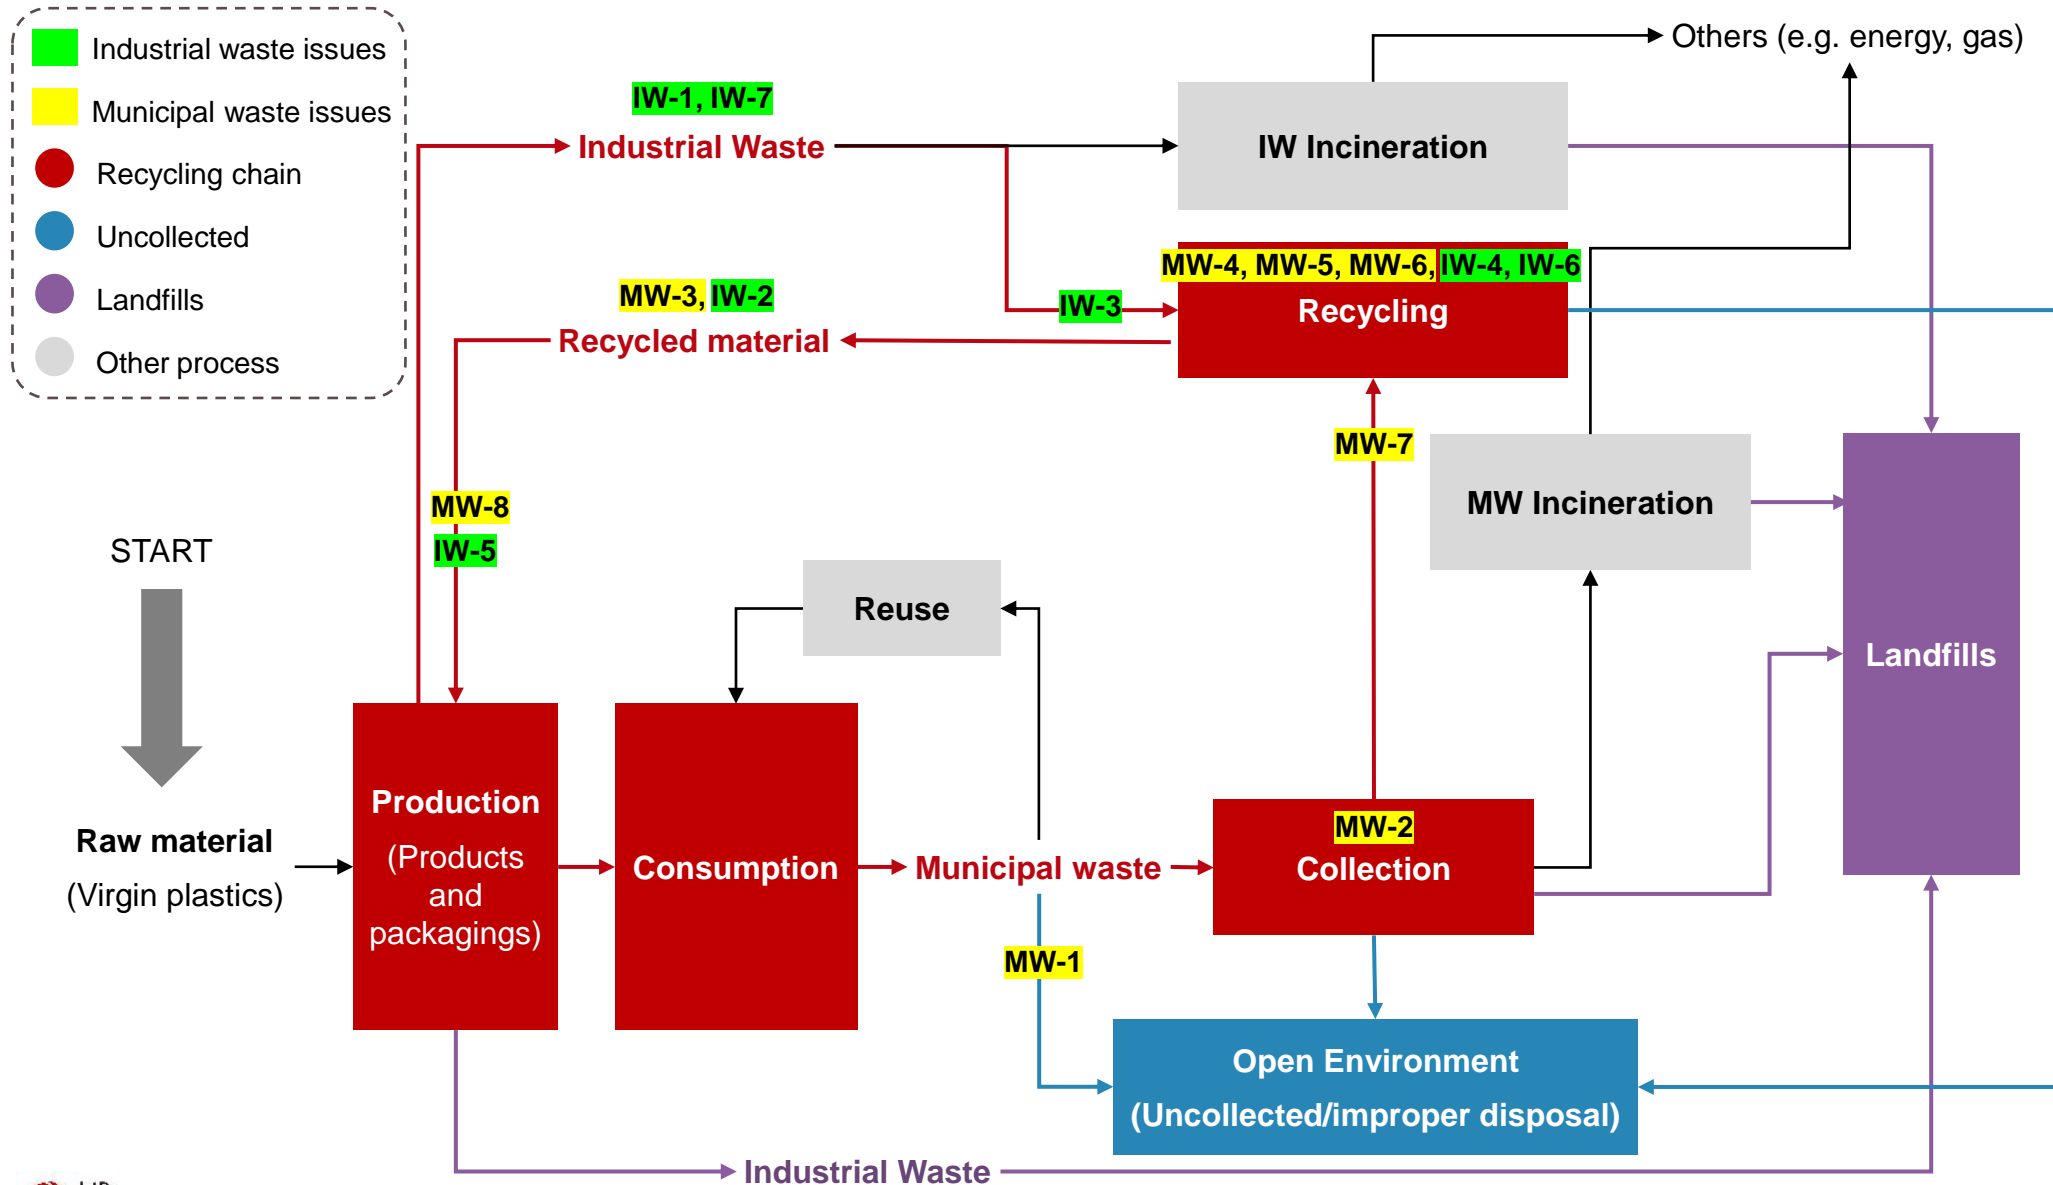 Industrial waste issues
Municipal waste issues
Recycling chain
Uncollected
Landfills
Other process
Others (e.g. energy, gas)
IW-1, IW-7
Industrial Waste
IW Incineration
MW-4, MW-5, MW-6, IW-4, IW-6
Recycling
IW-3
MW-3, IW-2
Recycled material
MW-7
MW Incineration
MW-8
IW-5
START
Reuse
Landfills
Raw material
(Virgin plastics)
Production
(Products
and
packagings)
Consumption
Municipal waste
MW-2
Collection
MW-1
Open Environment
(Uncollected/improper disposal)
Industrial Waste